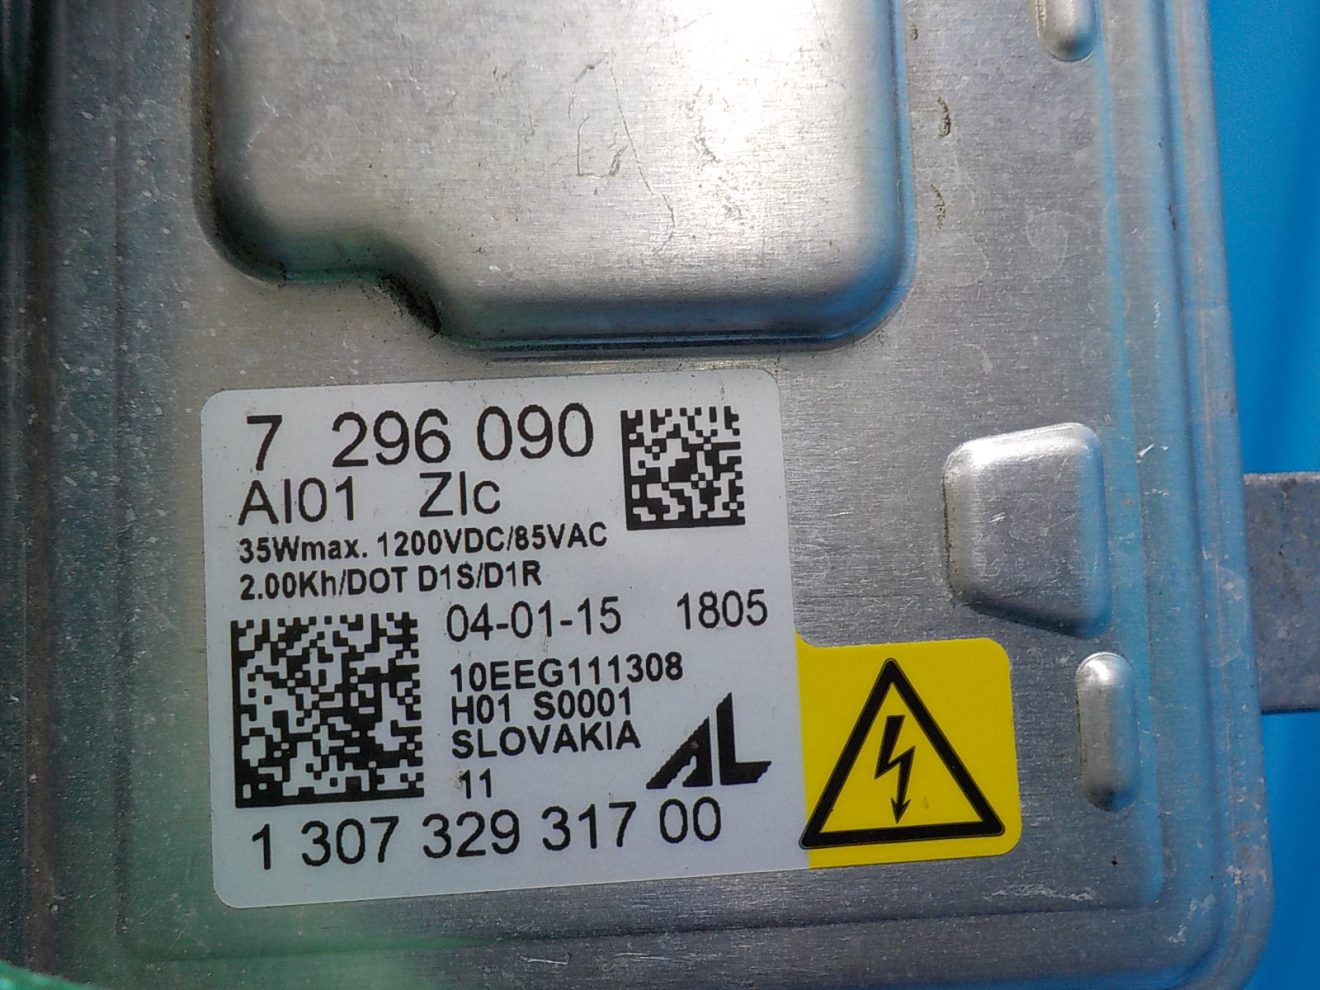 7 296 090
AI01 ZIc
35Wmax. 1200VDC/85VAC
2.00Kh/DOT D1S/D1R
04-01-15 1805
10EEG111308
H01 S0001
SLOVAKIA
AL
11
1 307 329 317 00